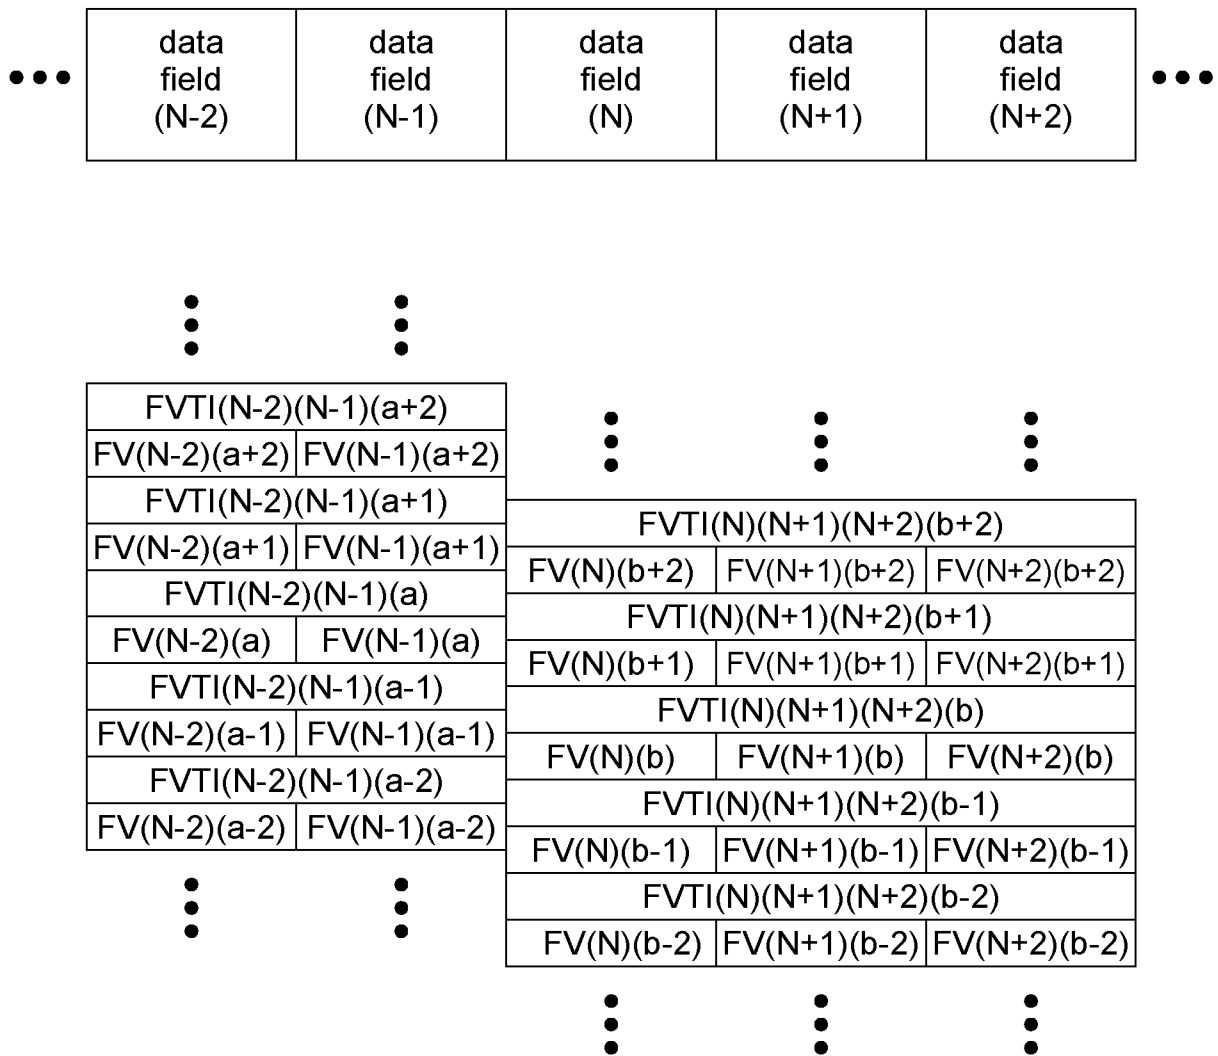 data field (N-2)
data field (N-1)
data field (N)
data field (N+1)
data field (N+2)
FVTI(N-2)(N-1)(a+2)
FV(N-2)(a+2) FV(N-1)(a+2)
FVTI(N-2)(N-1)(a+1)
FV(N-2)(a+1) FV(N-1)(a+1)
FVTI(N-2)(N-1)(a)
FV(N-2)(a) FV(N-1)(a)
FVTI(N-2)(N-1)(a-1)
FV(N-2)(a-1) FV(N-1)(a-1)
FVTI(N-2)(N-1)(a-2)
FV(N-2)(a-2) FV(N-1)(a-2)
FVTI(N)(N+1)(N+2)(b+2)
FV(N)(b+2) FV(N+1)(b+2) FV(N+2)(b+2)
FVTI(N)(N+1)(N+2)(b+1)
FV(N)(b+1) FV(N+1)(b+1) FV(N+2)(b+1)
FVTI(N)(N+1)(N+2)(b)
FV(N)(b) FV(N+1)(b) FV(N+2)(b)
FVTI(N)(N+1)(N+2)(b-1)
FV(N)(b-1) FV(N+1)(b-1) FV(N+2)(b-1)
FVTI(N)(N+1)(N+2)(b-2)
FV(N)(b-2) FV(N+1)(b-2) FV(N+2)(b-2)